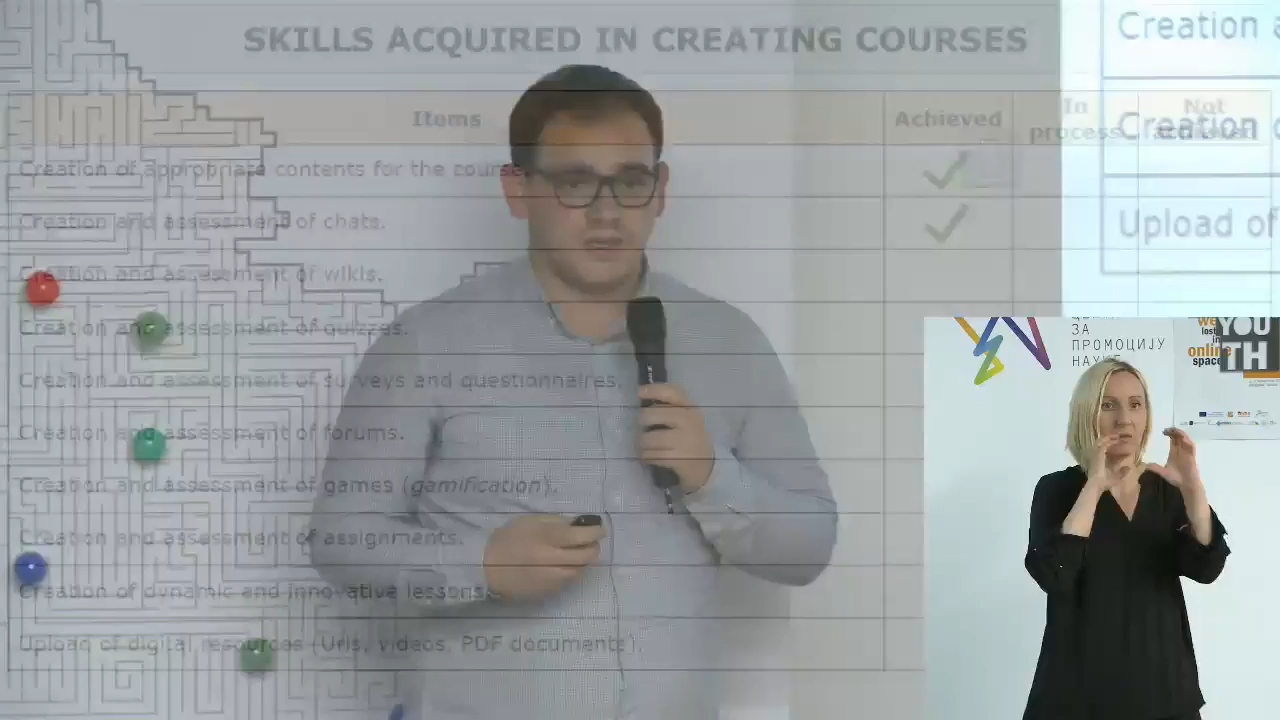 SKILLS ACQUIRED IN CREATING COURSES
Items
Achieved
In
process
Not
Creation of appropriate contents for the course
Creation and assessment of chats.
Creation and assessment of wikis.
Creation and assessment of quizzes.
Creation and assessment of surveys and questionnaires.
Creation and assessment of forums.
Creation and assessment of games (gamification).
Creation and assessment of assignments.
Creation of dynamic and innovative lessons.
Upload of digital resources (Urls, videos, PDF documents).
Creation
Creation
Upload of
ЗА
ПРОМОЦИЈУ
НАУКЕ
we
lost
in
online
space
YOU
TH